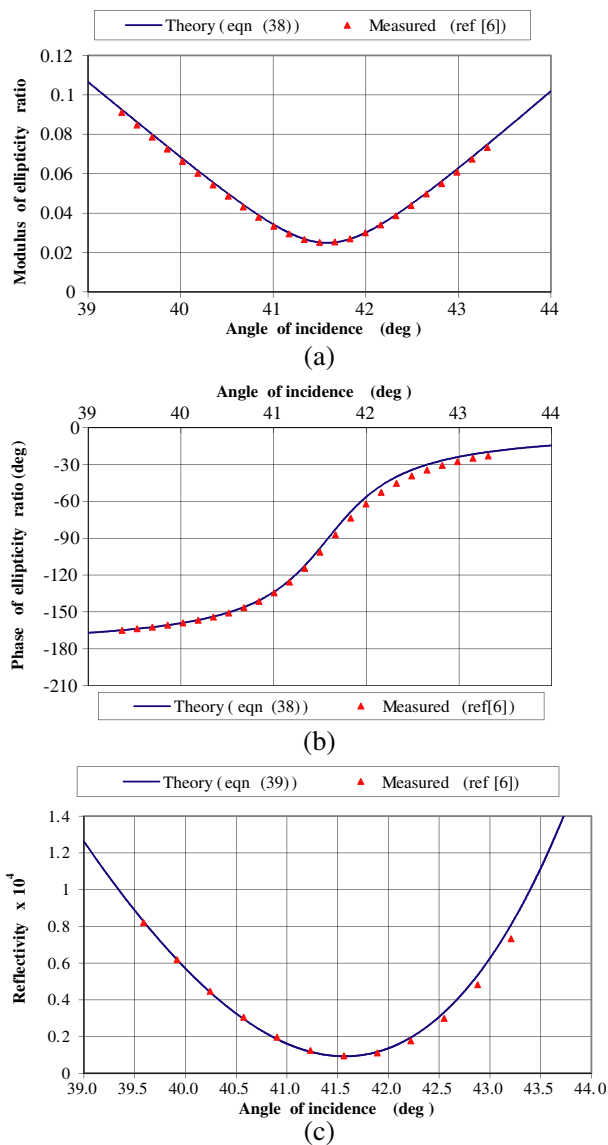 Theory (eqn (38)) Measured (ref [6])
0.12
0.1
0.08
0.06
0.04
0.02
0
Modulus of ellipticity ratio
39 40 41 42 43 44
Angle of incidence (deg )
(a)
Angle of incidence (deg )
39 40 41 42 43 44
0
-30
-60
-90
-120
-150
-180
-210
Phase of ellipticity ratio (deg)
Theory ( eqn (38)) Measured (ref[6])
(b)
Theory ( eqn (39)) Measured (ref [6])
1.4
1.2
1
0.8
0.6
0.4
0.2
0
Reflectivity x 10^4
39.0 39.5 40.0 40.5 41.0 41.5 42.0 42.5 43.0 43.5 44.0
Angle of incidence (deg )
(c)